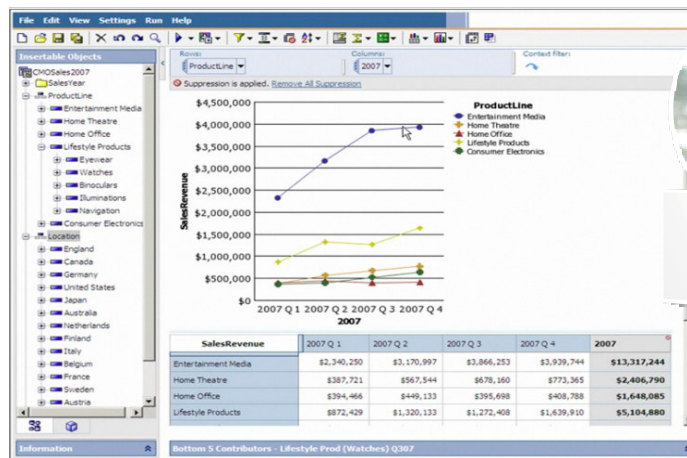 File Edit View Settings Run Help
Insertable Objects
Rows:
Columns:
Context filter:
ProductLine
2007
Suppression is applied. Remove All Suppression
CMOSales2007
SalesYear
ProductLine
Entertainment Media
Home Theatre
Home Office
Lifestyle Products
Eyewear
Watches
Binoculars
Illuminations
Navigation
Consumer Electronics
Location
England
Canada
Germany
United States
Japan
Australia
Netherlands
Finland
Italy
Belgium
France
Sweden
Austria
Information
SalesRevenue
$4,500,000
$4,000,000
$3,500,000
$3,000,000
$2,500,000
$2,000,000
$1,500,000
$1,000,000
$500,000
$0
2007 Q 1 2007 Q 2 2007 Q 3 2007 Q 4
2007
ProductLine
Entertainment Media
Home Theatre
Home Office
Lifestyle Products
Consumer Electronics
SalesRevenue 2007 Q 1 2007 Q 2 2007 Q 3 2007 Q 4 2007
Entertainment Media $2,340,250 $3,170,997 $3,866,253 $3,939,744 $13,317,244
Home Theatre $387,721 $567,544 $678,160 $773,365 $2,406,790
Home Office $394,466 $449,133 $395,698 $408,788 $1,648,085
Lifestyle Products $872,429 $1,320,133 $1,272,408 $1,639,910 $5,104,880
Bottom 5 Contributors - Lifestyle Prod (Watches) Q307